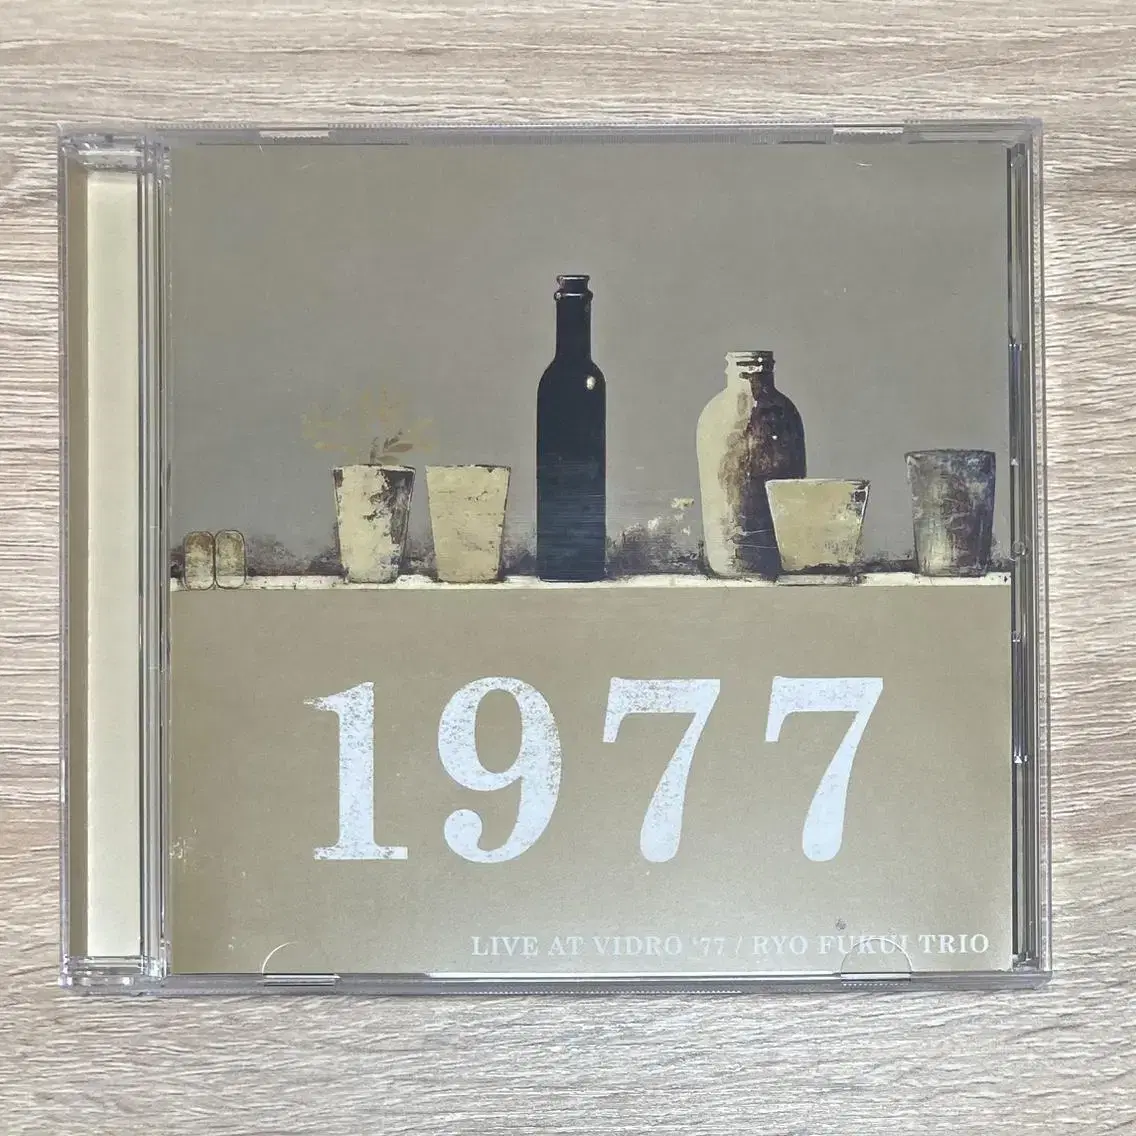 1977
LIVE AT VIDRO '77 / RYO FUKUI TRIO